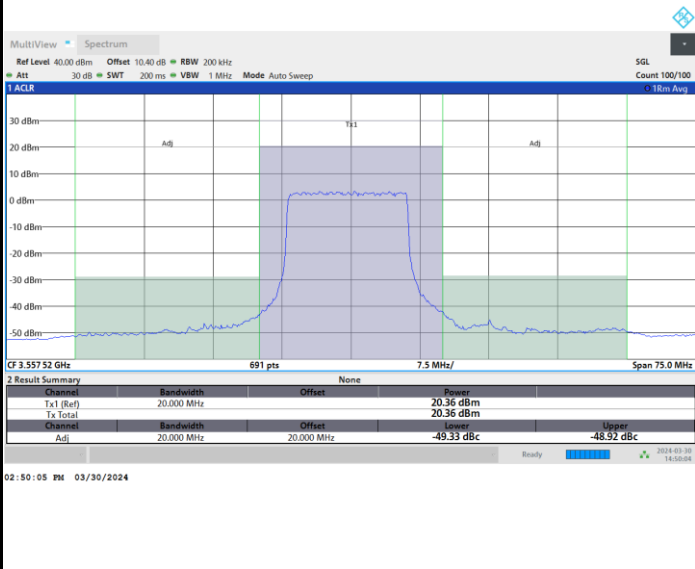 MultiView Spectrum
Ref Level 40.00 dBm Offset 10.40 dB RBW 200 kHz SGL
Att 30 dB SWT 200 ms VBW 1 MHz Mode Auto Sweep Count 100/100
1 ACLR 1Rm Avg
30 dBm
Tx1
20 dBm Adj Adj
10 dBm
0 dBm
-10 dBm
-20 dBm
-30 dBm
-40 dBm
-50 dBm
CF 3.557 52 GHz 691 pts 7.5 MHz/ Span 75.0 MHz
2 Result Summary None
Channel Bandwidth Offset Power
Tx1 (Ref) 20.000 MHz 20.36 dBm
Tx Total 20.36 dBm
Channel Bandwidth Offset Lower Upper
Adj 20.000 MHz 20.000 MHz -49.33 dBc -48.92 dBc
Ready 2024-03-30
14:50:04
02:50:05 PM 03/30/2024